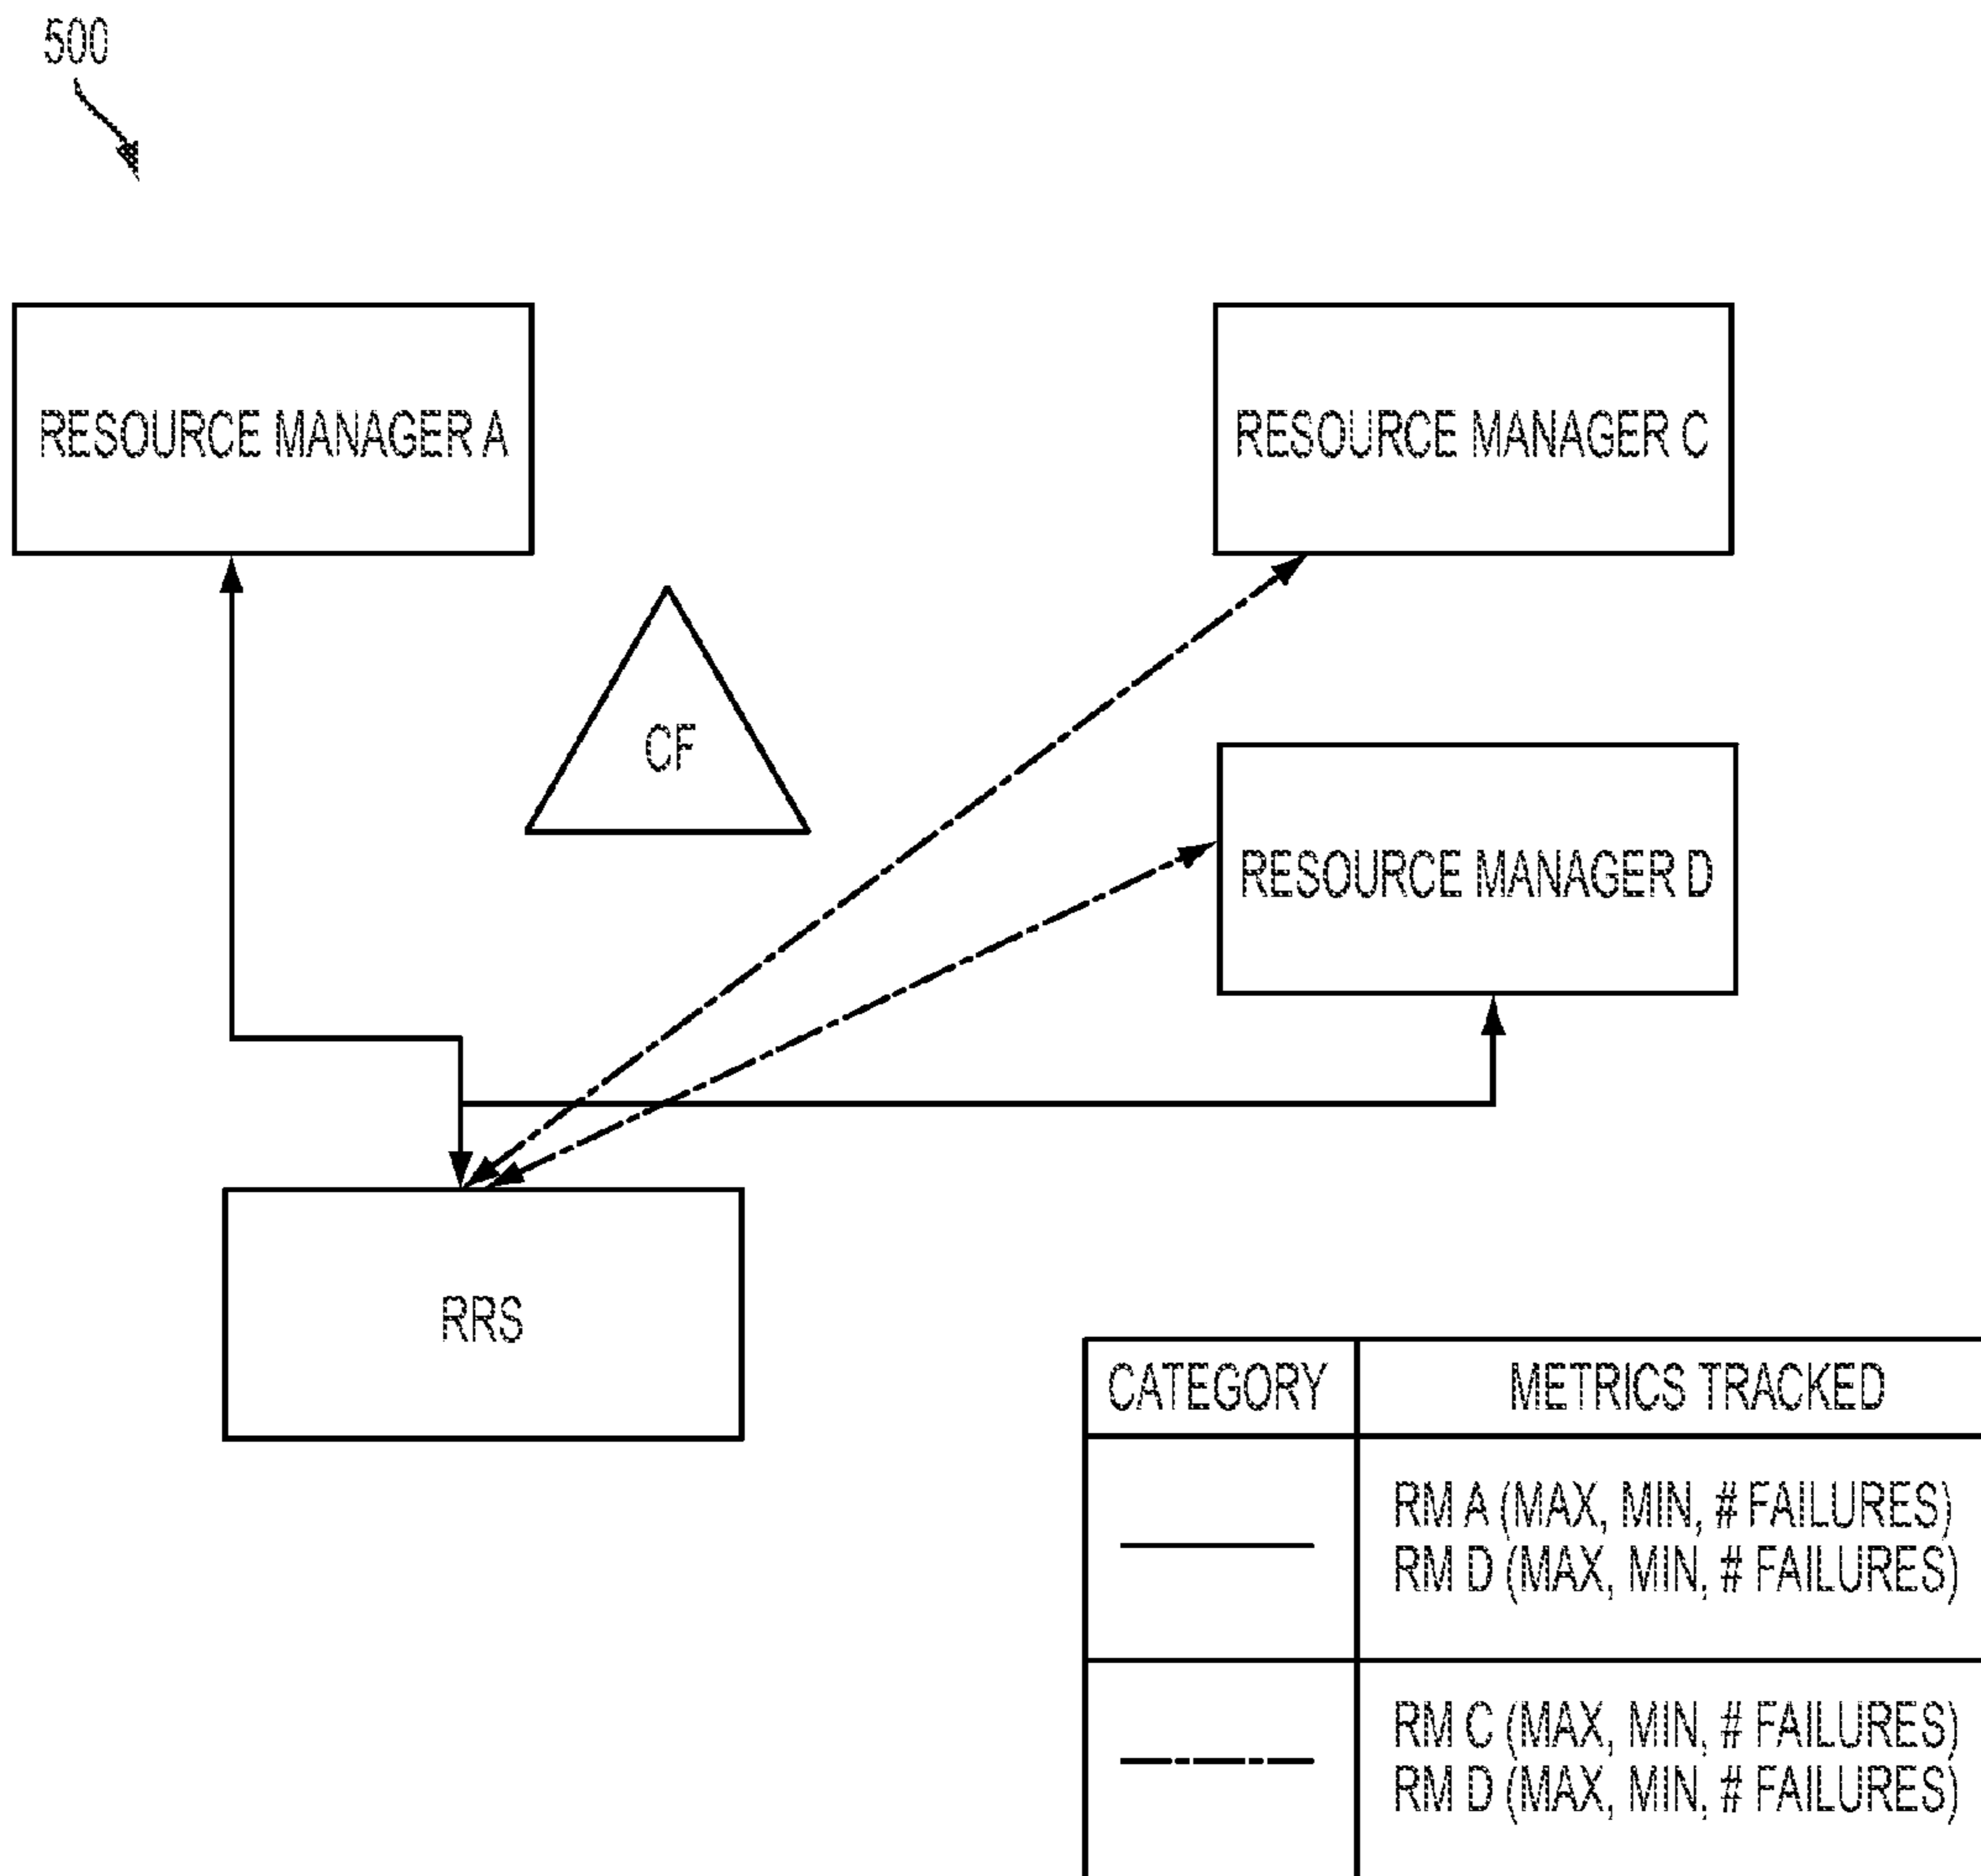 500
RESOURCE MANAGER A
RESOURCE MANAGER C
CF
RESOURCE MANAGER D
RRS
CATEGORY
METRICS TRACKED
RM A (MAX, MIN, # FAILURES)
RM D (MAX, MIN, # FAILURES)
RM C (MAX, MIN, # FAILURES)
RM D (MAX, MIN, # FAILURES)